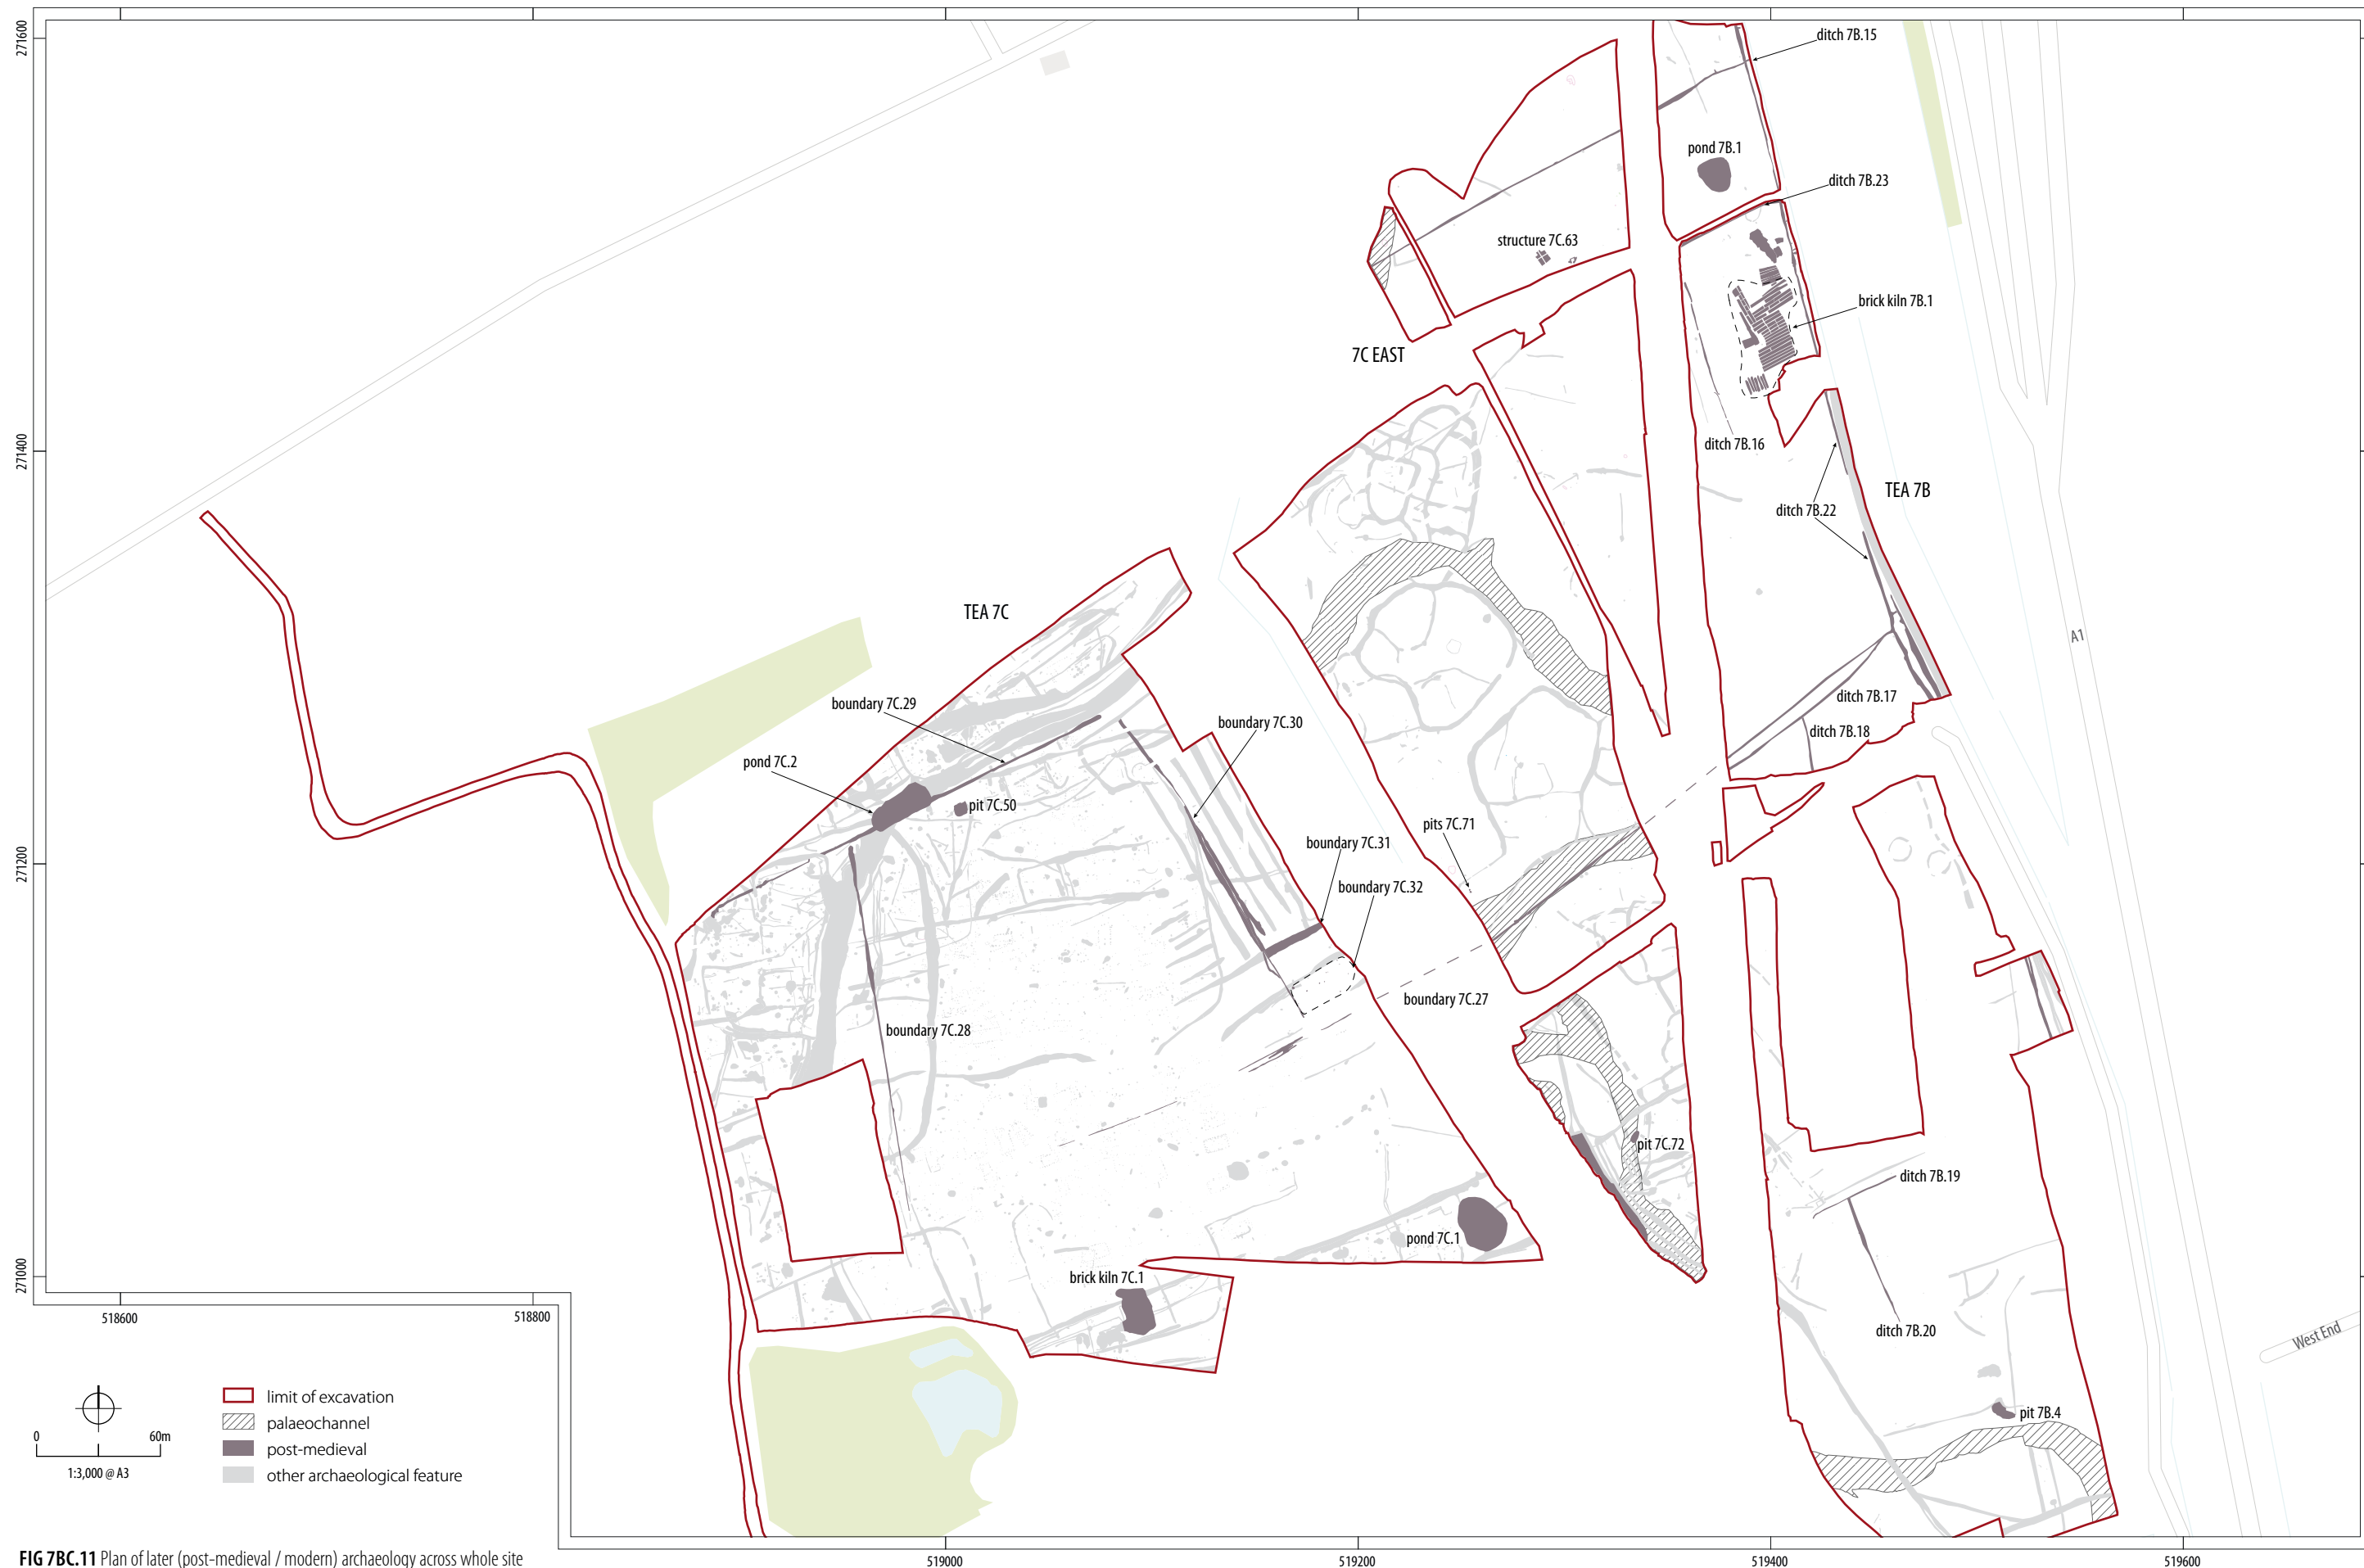 271600
ditch 7B.15
pond 7B.1
ditch 7B.23
structure 7C.63
brick kiln 7B.1
7C EAST
271400
ditch 7B.16
TEA 7B
ditch 7B.22
TEA 7C
A1
boundary 7C.29
ditch 7B.17
boundary 7C.30
ditch 7B.18
pond 7C.2
pit 7C.50
pits 7C.71
271200
boundary 7C.31
boundary 7C.32
boundary 7C.27
boundary 7C.28
pit 7C.72
ditch 7B.19
pond 7C.1
271000
brick kiln 7C.1
518600
518800
ditch 7B.20
West End
limit of excavation
palaeochannel
post-medieval
other archaeological feature
0
60m
1:3,000 @ A3
pit 7B.4
FIG 7BC.11 Plan of later (post-medieval / modern) archaeology across whole site
519000
519200
519400
519600